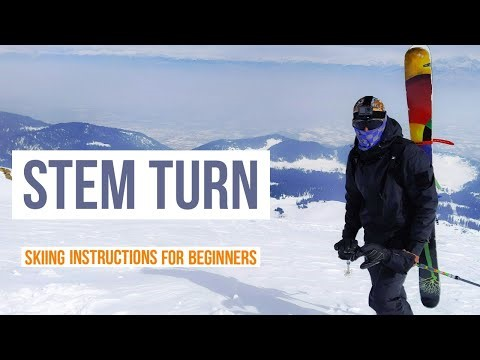 STEM TURN
SKIING INSTRUCTIONS FOR BEGINNERS